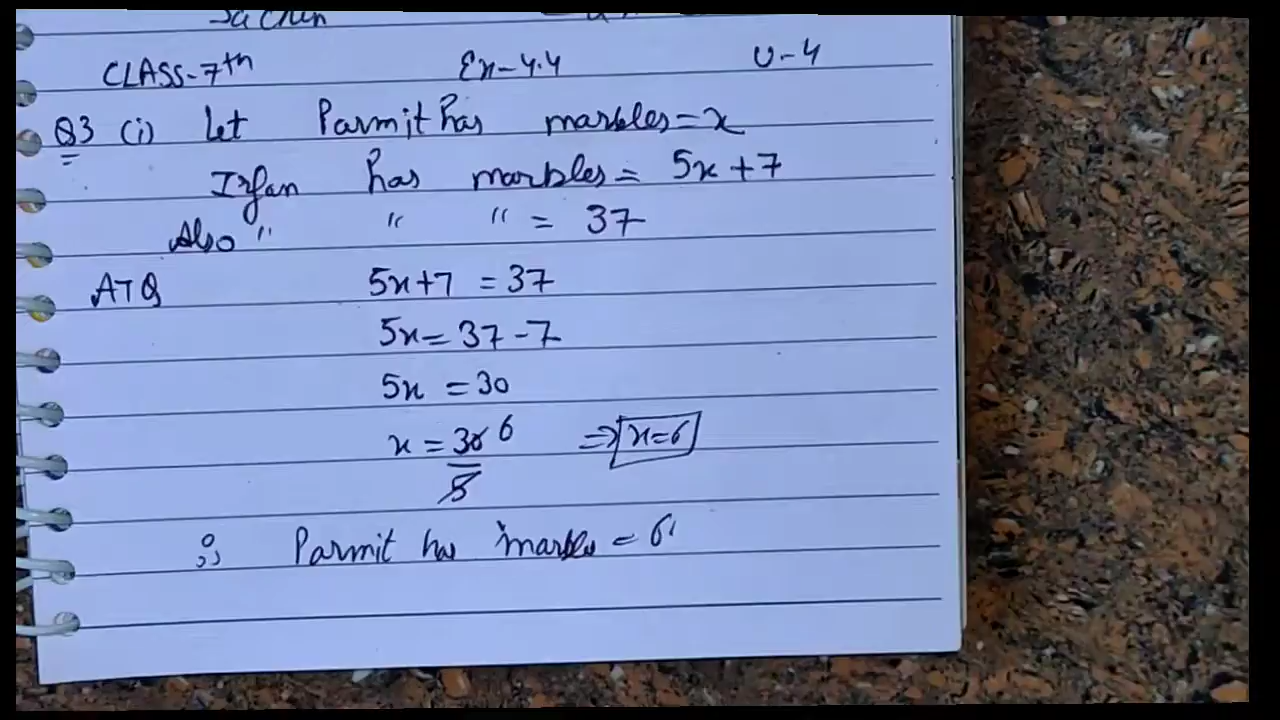 Sachin
CLASS-7th Ex-4.4 U-4
Q3 (i) Let Parmit has marbles = x
Irfan has marbles = 5x+7
Also " " " = 37
ATQ 5x+7 = 37
5x = 37-7
5x = 30
x = 30 6 ⇒ x=6
5
∴ Parmit has marbles = 6